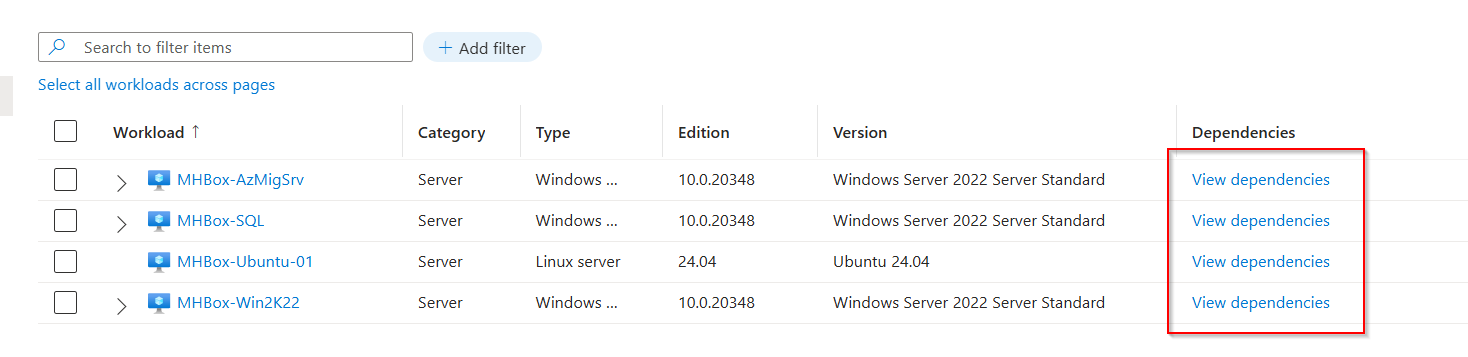 Search to filter items
+ Add filter
Select all workloads across pages
Workload ↑ Category Type Edition Version Dependencies
MHBox-AzMigSrv Server Windows ... 10.0.20348 Windows Server 2022 Server Standard View dependencies
MHBox-SQL Server Windows ... 10.0.20348 Windows Server 2022 Server Standard View dependencies
MHBox-Ubuntu-01 Server Linux server 24.04 Ubuntu 24.04 View dependencies
MHBox-Win2K22 Server Windows ... 10.0.20348 Windows Server 2022 Server Standard View dependencies